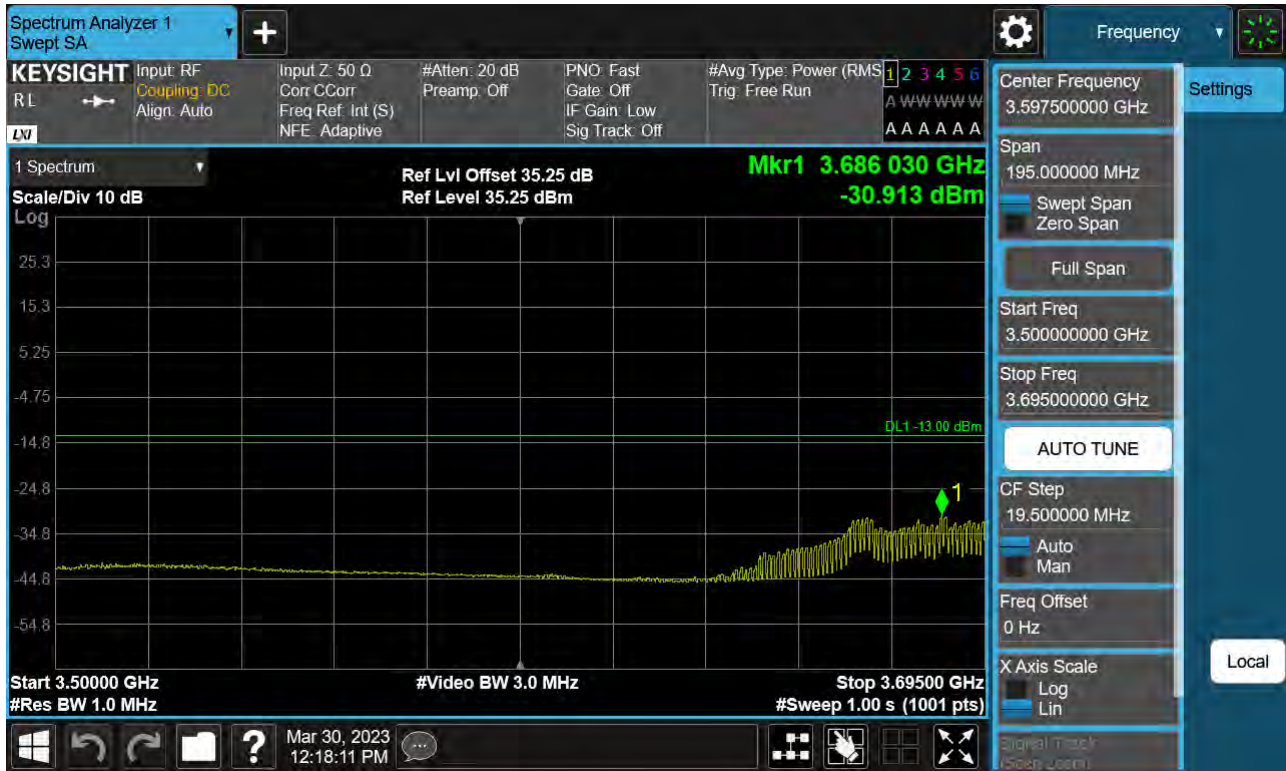 Spectrum Analyzer 1
Swept SA
+
Frequency
KEYSIGHT
RL
LXI
Input: RF
Coupling: DC
Align: Auto
Input Z: 50 Ω
Corr CCorr
Freq Ref: Int (S)
NFE: Adaptive
#Atten: 20 dB
Preamp: Off
PNO: Fast
Gate: Off
IF Gain: Low
Sig Track: Off
#Avg Type: Power (RMS
Trig: Free Run
1 2 3 4 5 6
A W W W W W
A A A A A A
1 Spectrum
Scale/Div 10 dB
Log
Ref Lvl Offset 35.25 dB
Ref Level 35.25 dBm
Mkr1 3.686 030 GHz
-30.913 dBm
25.3
15.3
5.25
-4.75
-14.8
-24.8
-34.8
-44.8
-54.8
DL1 -13.00 dBm
1
Start 3.50000 GHz
#Res BW 1.0 MHz
#Video BW 3.0 MHz
Stop 3.69500 GHz
#Sweep 1.00 s (1001 pts)
Center Frequency
3.597500000 GHz
Settings
Span
195.000000 MHz
Swept Span
Zero Span
Full Span
Start Freq
3.500000000 GHz
Stop Freq
3.695000000 GHz
AUTO TUNE
CF Step
19.500000 MHz
Auto
Man
Freq Offset
0 Hz
X Axis Scale
Log
Lin
Local
Signal Track
(Span Zoom)
?
Mar 30, 2023
12:18:11 PM